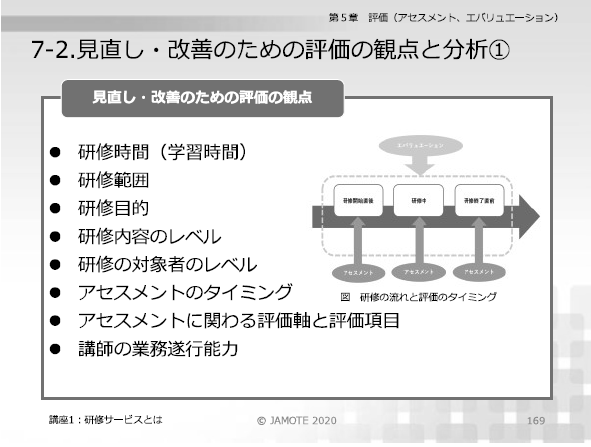 第５章　評価（アセスメント、エバリュエーション）
7-2.見直し・改善のための評価の観点と分析①
見直し・改善のための評価の観点
● 研修時間（学習時間）
● 研修範囲
● 研修目的
● 研修内容のレベル
● 研修の対象者のレベル
● アセスメントのタイミング
● アセスメントに関わる評価軸と評価項目
● 講師の業務遂行能力
エバリュエーション
研修開始直後
研修中
研修終了直前
アセスメント
アセスメント
アセスメント
図　研修の流れと評価のタイミング
講座1：研修サービスとは
© JAMOTE 2020
169